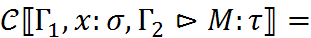 𝒞⟦Γ₁, x: σ, Γ₂ ⊳ M: τ⟧ =